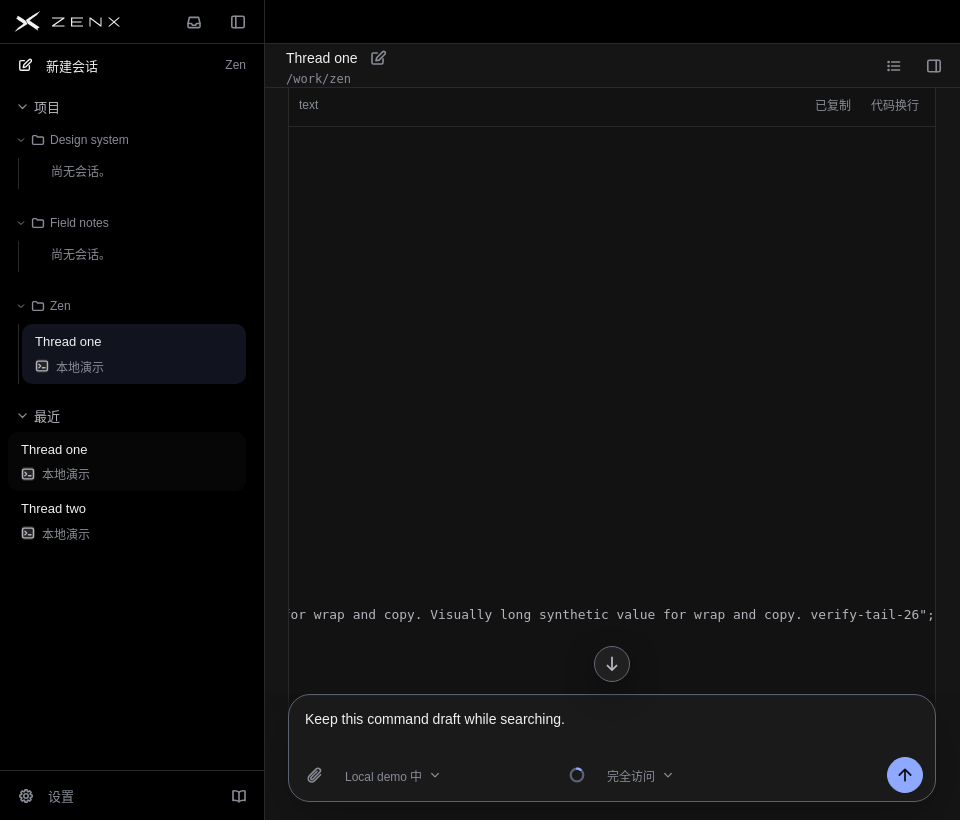 ZENX
新建会话 Zen
项目
Design system
尚无会话。
Field notes
尚无会话。
Zen
Thread one
本地演示
最近
Thread one
本地演示
Thread two
本地演示
设置
Thread one
/work/zen
text 已复制 代码换行
or wrap and copy. Visually long synthetic value for wrap and copy. verify-tail-26";
Keep this command draft while searching.
Local demo 中 完全访问